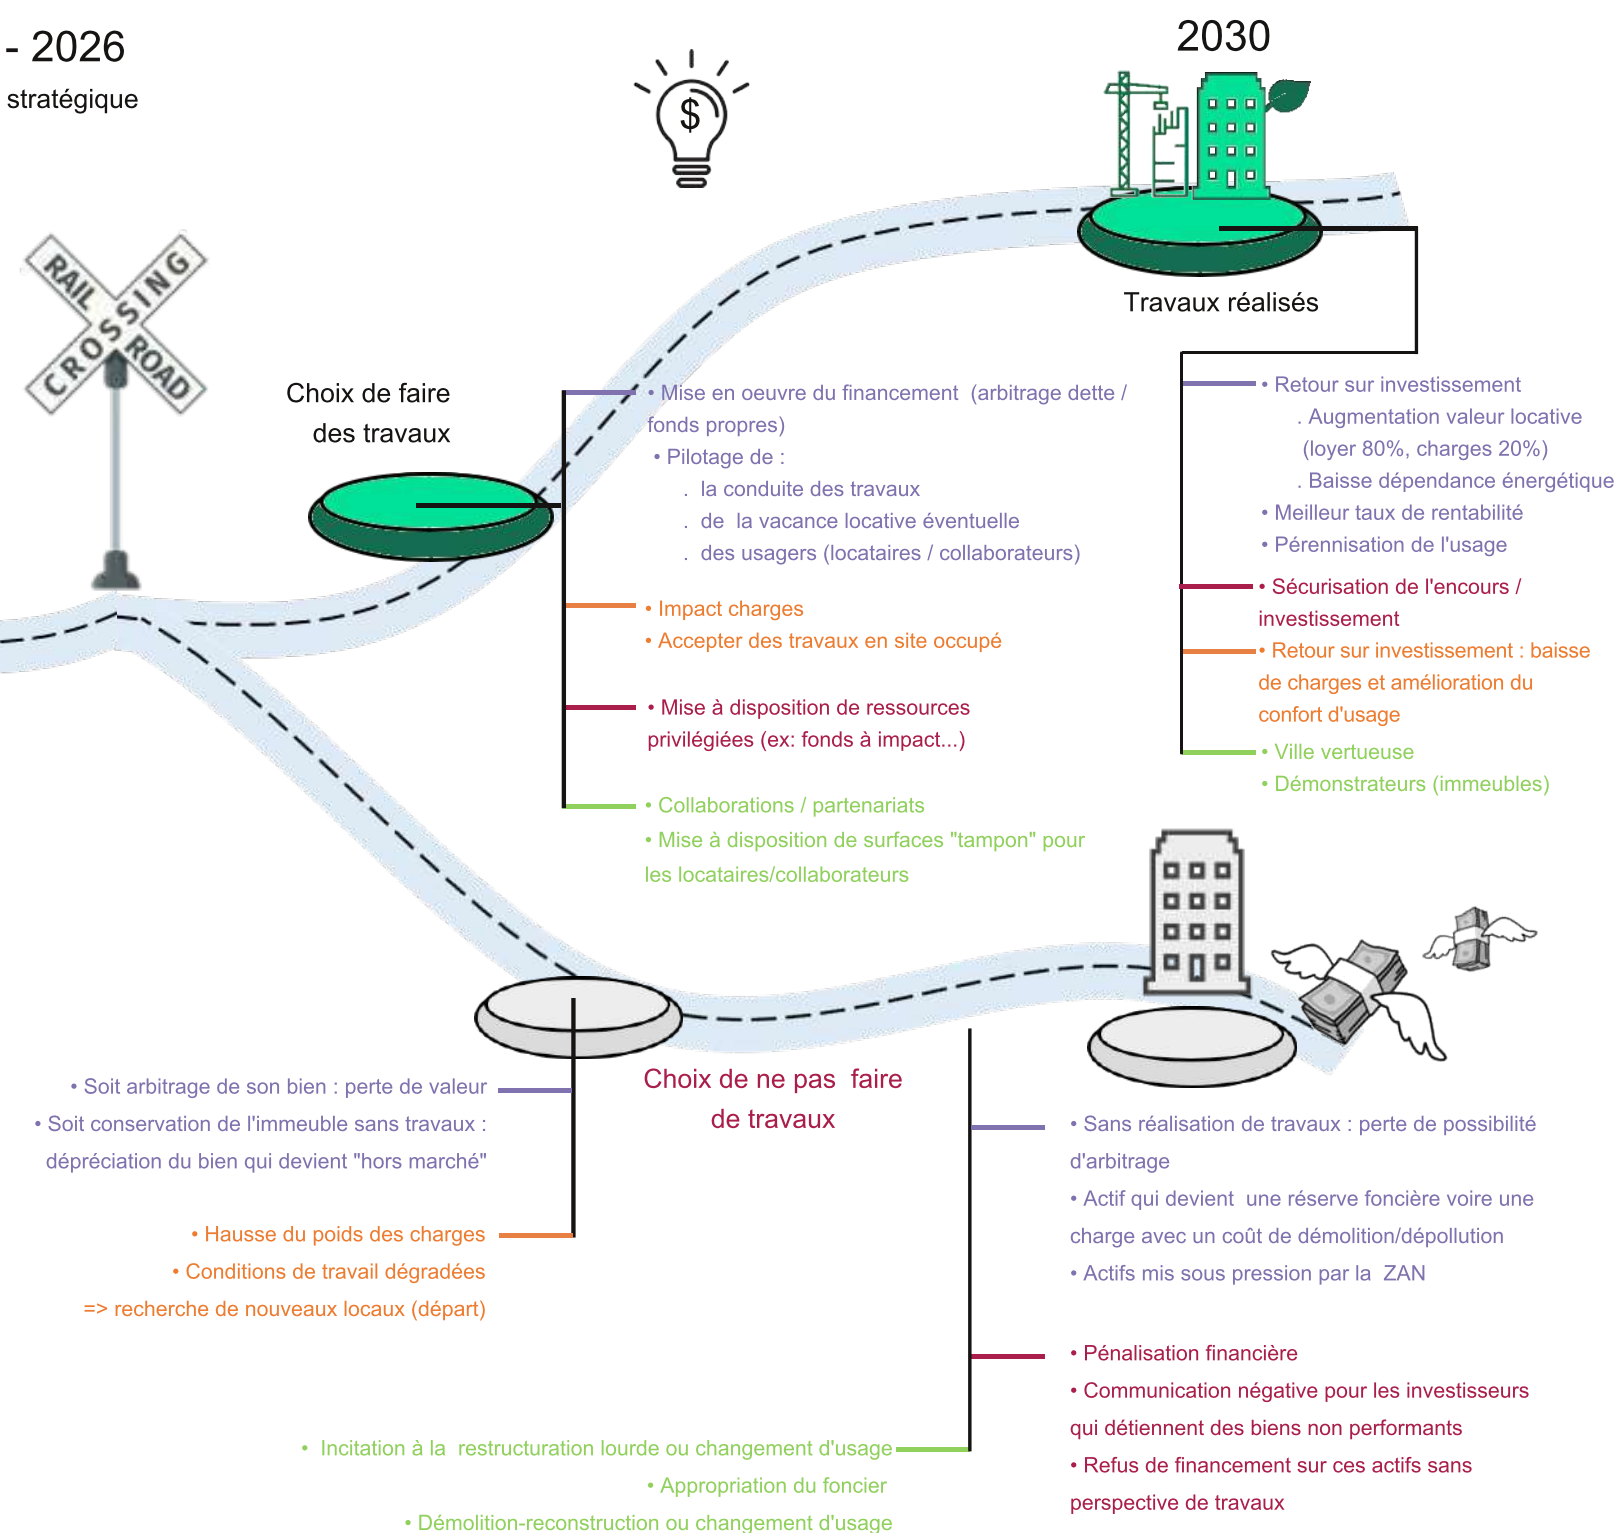 - 2026
stratégique
2030
$
RAIL ROAD
CROSSING
Travaux réalisés
Choix de faire
des travaux
• Mise en oeuvre du financement (arbitrage dette /
fonds propres)
• Pilotage de :
. la conduite des travaux
. de la vacance locative éventuelle
. des usagers (locataires / collaborateurs)
• Impact charges
• Accepter des travaux en site occupé
• Mise à disposition de ressources
privilégiées (ex: fonds à impact...)
• Collaborations / partenariats
• Mise à disposition de surfaces "tampon" pour
les locataires/collaborateurs
• Retour sur investissement
. Augmentation valeur locative
(loyer 80%, charges 20%)
. Baisse dépendance énergétique
• Meilleur taux de rentabilité
• Pérennisation de l'usage
• Sécurisation de l'encours /
investissement
• Retour sur investissement : baisse
de charges et amélioration du
confort d'usage
• Ville vertueuse
• Démonstrateurs (immeubles)
Choix de ne pas faire
de travaux
• Soit arbitrage de son bien : perte de valeur
• Soit conservation de l'immeuble sans travaux :
dépréciation du bien qui devient "hors marché"
• Hausse du poids des charges
• Conditions de travail dégradées
=> recherche de nouveaux locaux (départ)
• Sans réalisation de travaux : perte de possibilité
d'arbitrage
• Actif qui devient une réserve foncière voire une
charge avec un coût de démolition/dépollution
• Actifs mis sous pression par la ZAN
• Pénalisation financière
• Communication négative pour les investisseurs
qui détiennent des biens non performants
• Refus de financement sur ces actifs sans
perspective de travaux
• Incitation à la restructuration lourde ou changement d'usage
• Appropriation du foncier
• Démolition-reconstruction ou changement d'usage